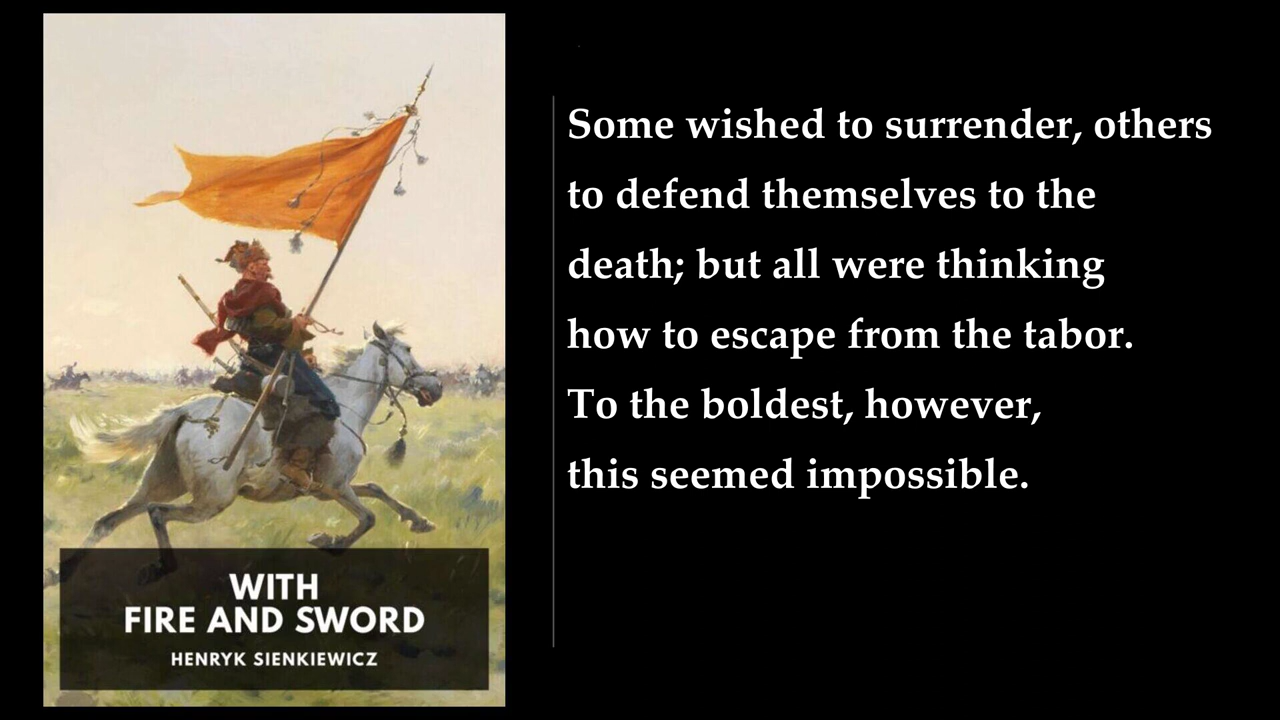 Some wished to surrender, others
to defend themselves to the
death; but all were thinking
how to escape from the tabor.
To the boldest, however,
this seemed impossible.
WITH
FIRE AND SWORD
HENRYK SIENKIEWICZ